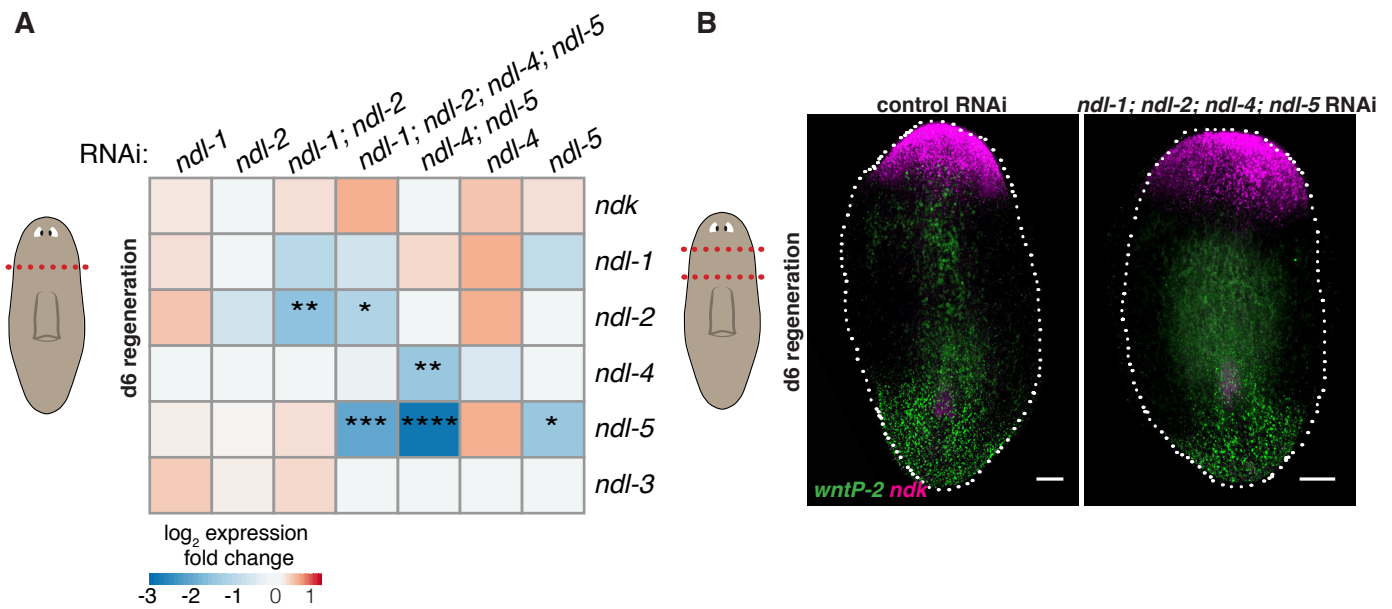 A
RNAi:
ndl-1
ndl-2
ndl-1; ndl-2
ndl-1; ndl-2; ndl-4; ndl-5
ndl-4; ndl-5
ndl-4
ndl-5
d6 regeneration
ndk
ndl-1
** * ndl-2
** ndl-4
*** **** * ndl-5
ndl-3
log₂ expression
fold change
-3 -2 -1 0 1
B
control RNAi
ndl-1; ndl-2; ndl-4; ndl-5 RNAi
d6 regeneration
wntP-2 ndk